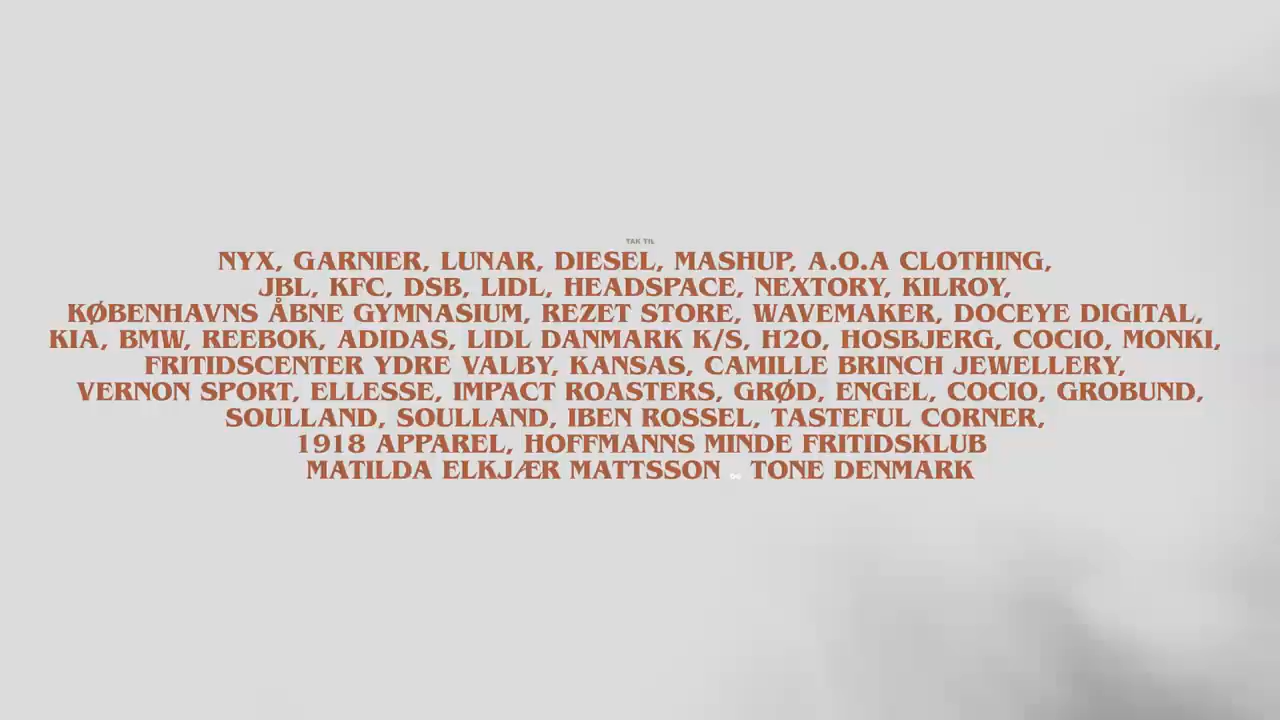 TAK TIL
NYX, GARNIER, LUNAR, DIESEL, MASHUP, A.O.A CLOTHING,
JBL, KFC, DSB, LIDL, HEADSPACE, NEXTORY, KILROY,
KØBENHAVNS ÅBNE GYMNASIUM, REZET STORE, WAVEMAKER, DOCEYE DIGITAL,
KIA, BMW, REEBOK, ADIDAS, LIDL DANMARK K/S, H2O, HOSBJERG, COCIO, MONKI,
FRITIDSCENTER YDRE VALBY, KANSAS, CAMILLE BRINCH JEWELLERY,
VERNON SPORT, ELLESSE, IMPACT ROASTERS, GRØD, ENGEL, COCIO, GROBUND,
SOULLAND, SOULLAND, IBEN ROSSEL, TASTEFUL CORNER,
1918 APPAREL, HOFFMANNS MINDE FRITIDSKLUB
MATILDA ELKJÆR MATTSSON OG TONE DENMARK